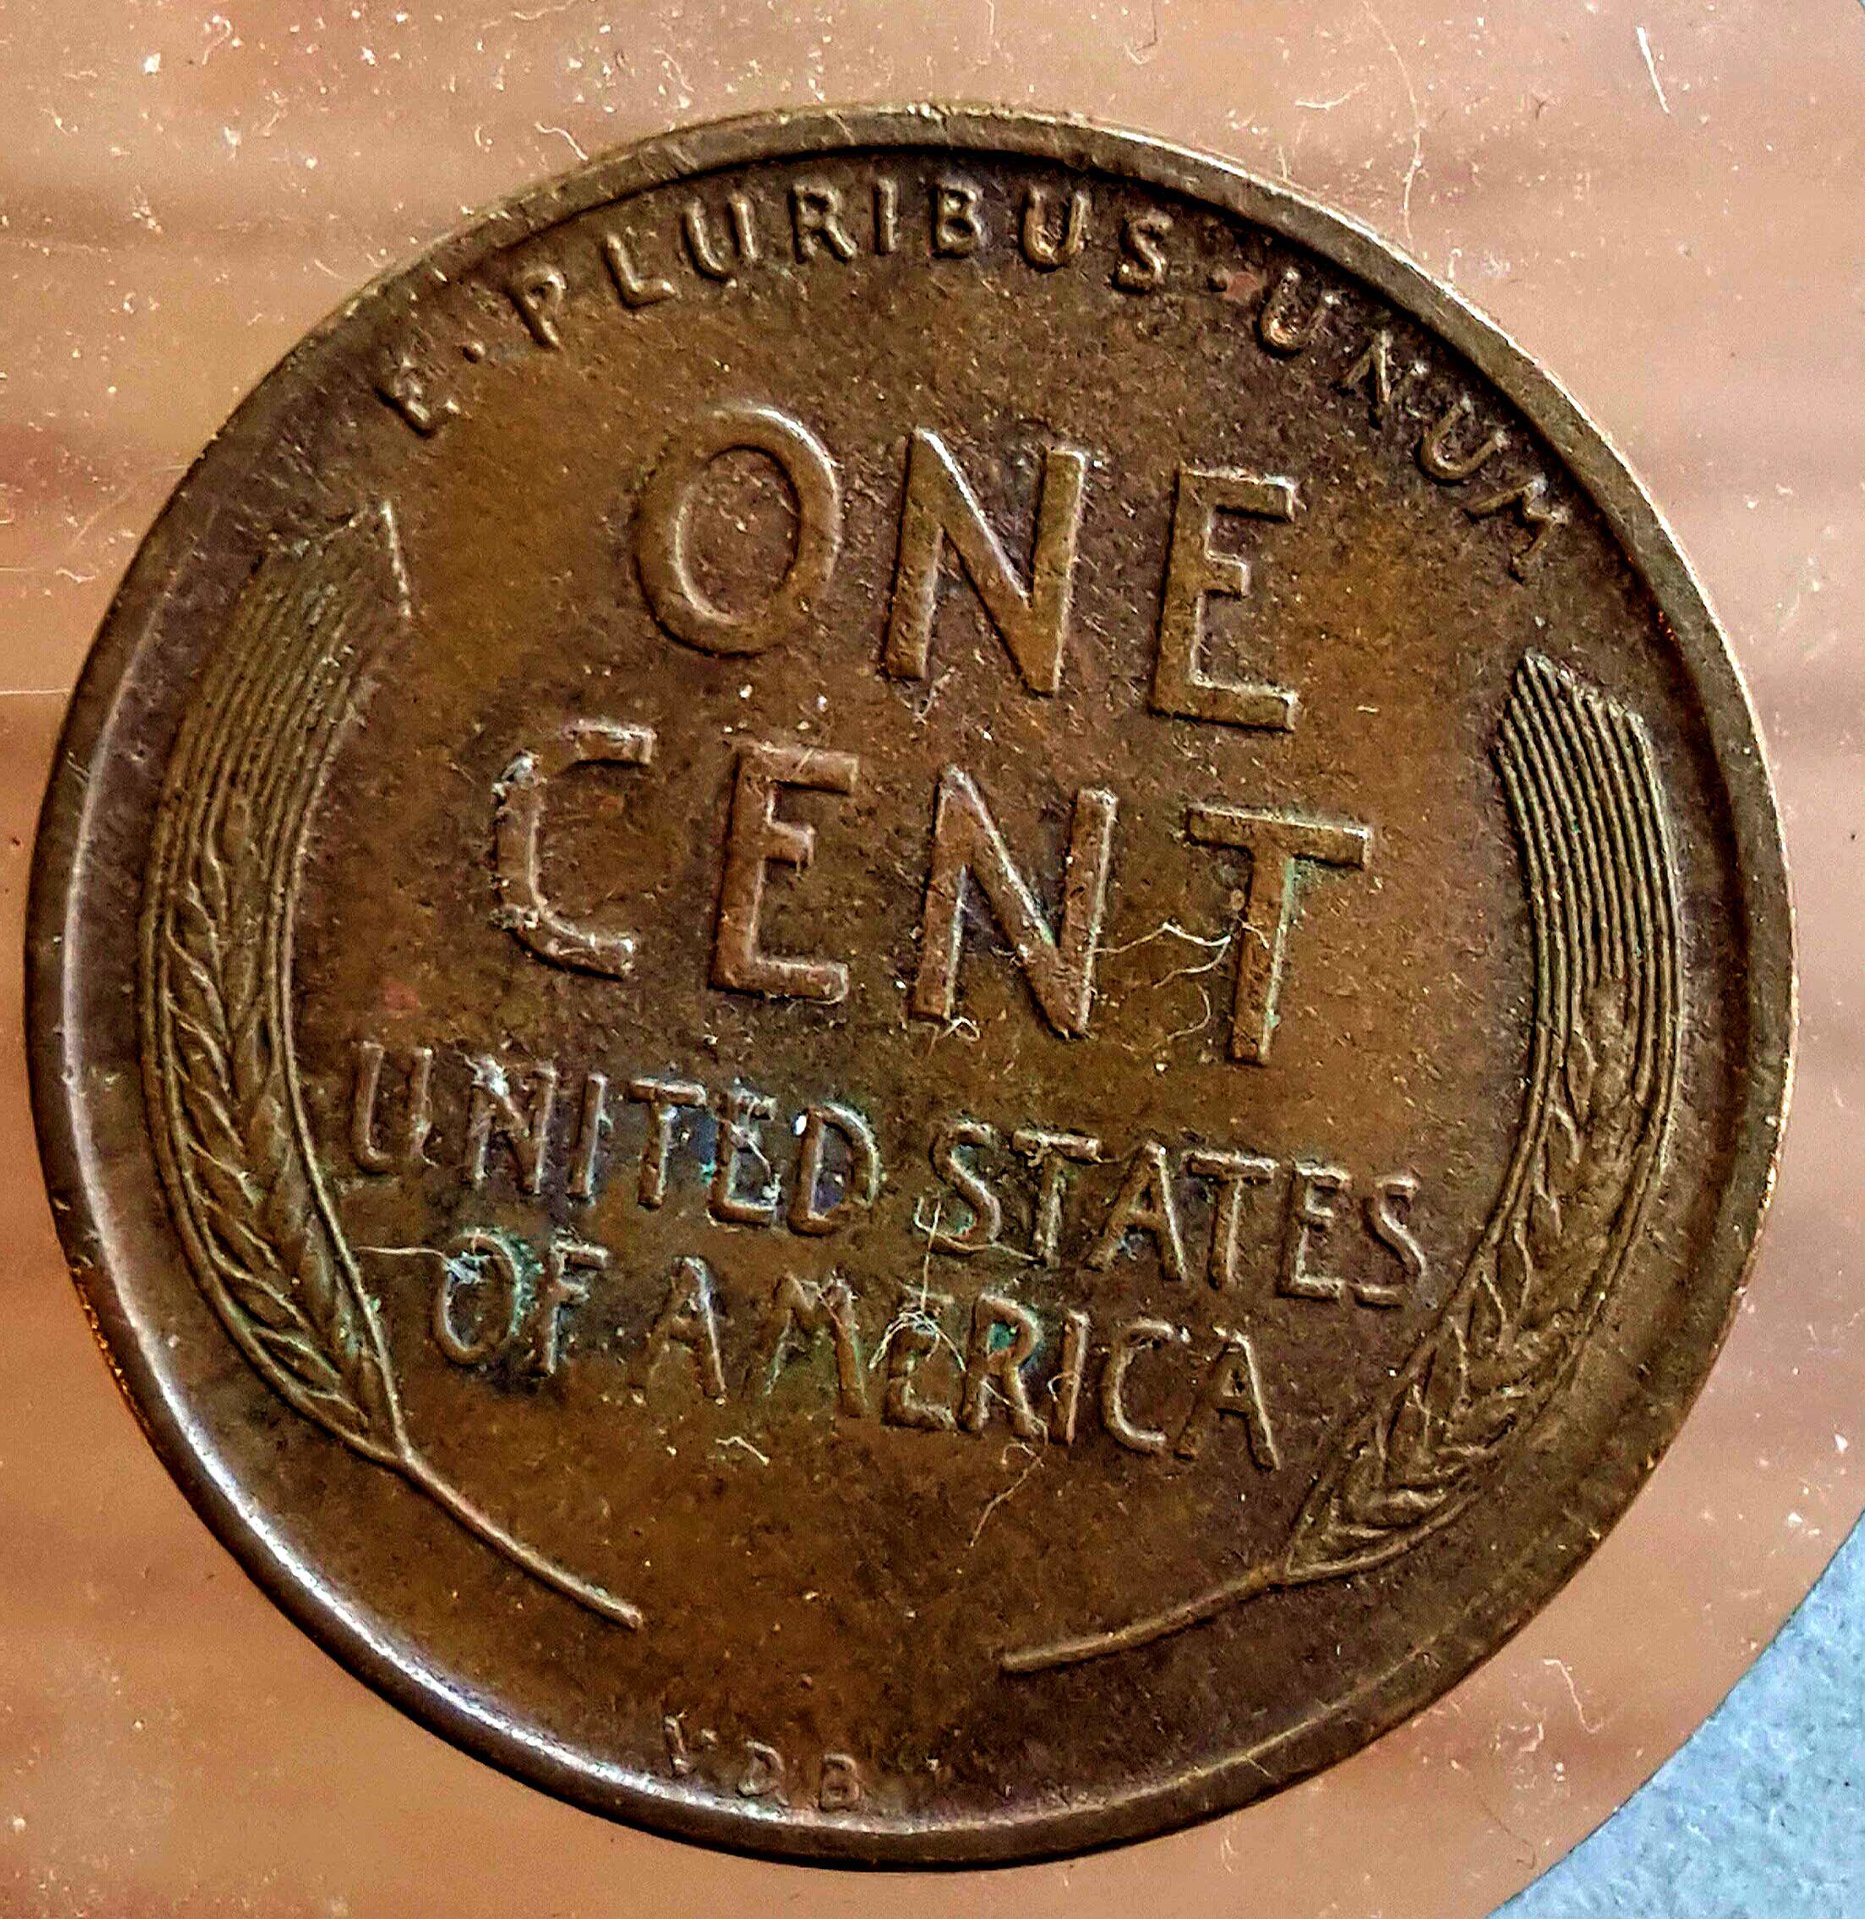 E·PLURIBUS·UNUM
ONE
CENT
UNITED STATES
OF AMERICA
V.D.B.